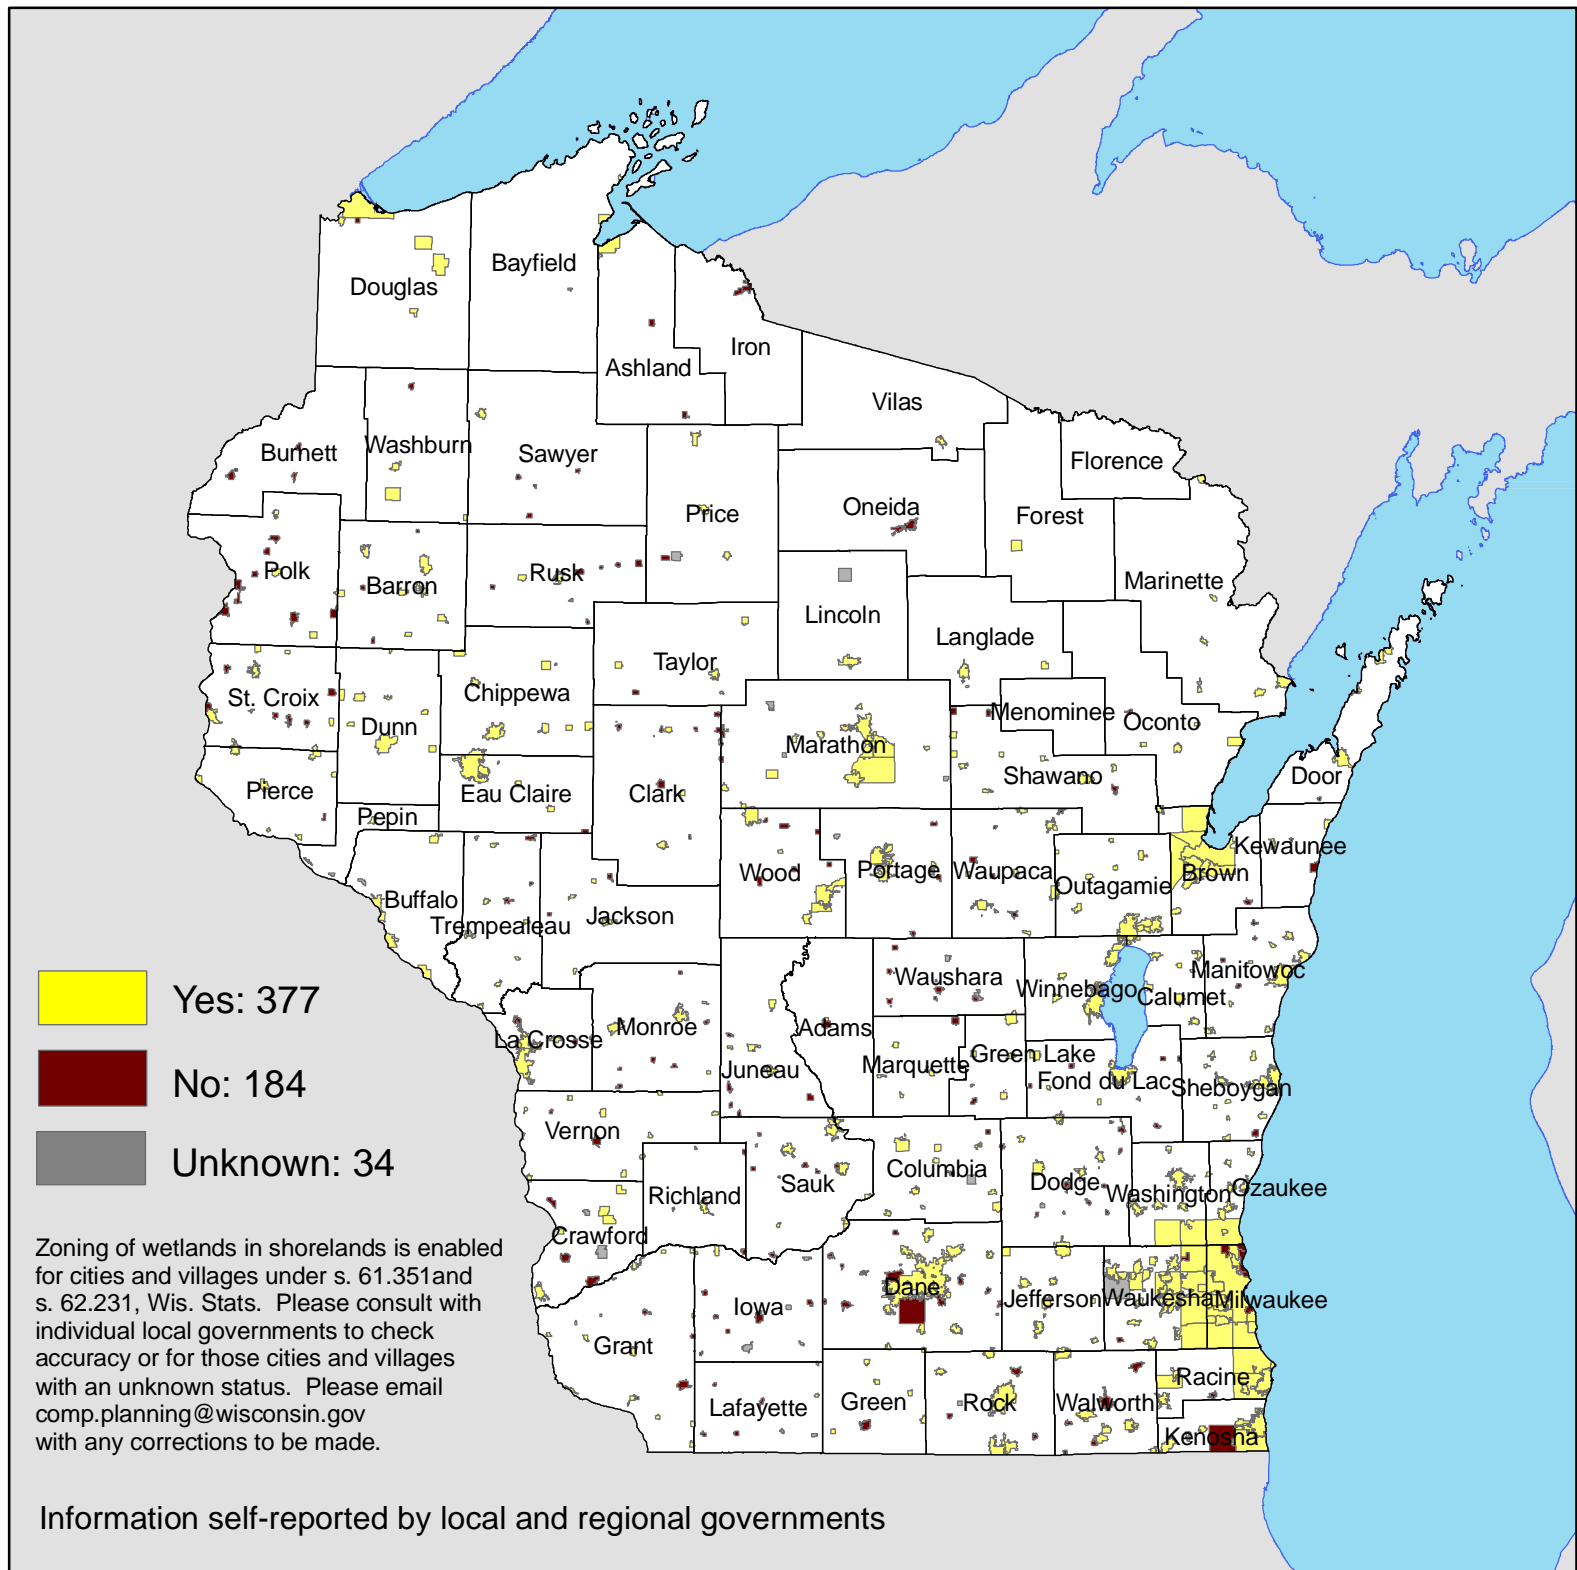 Douglas
Bayfield
Ashland
Iron
Vilas
Burnett
Washburn
Sawyer
Florence
Price
Oneida
Forest
Polk
Barron
Rusk
Marinette
Lincoln
Langlade
Taylor
St. Croix
Chippewa
Menominee
Oconto
Dunn
Marathon
Pierce
Eau Claire
Clark
Shawano
Door
Pepin
Kewaunee
Buffalo
Wood
Portage
Waupaca
Outagamie
Brown
Trempealeau
Jackson
Waushara
Winnebago
Calumet
Manitowoc
Yes: 377
La Crosse
Monroe
Adams
Juneau
Marquette
Green Lake
Fond du Lac
Sheboygan
No: 184
Vernon
Unknown: 34
Richland
Sauk
Columbia
Dodge
Washington
Ozaukee
Crawford
Zoning of wetlands in shorelands is enabled
for cities and villages under s. 61.351and
s. 62.231, Wis. Stats.  Please consult with
individual local governments to check
accuracy or for those cities and villages
with an unknown status.  Please email
comp.planning@wisconsin.gov
with any corrections to be made.
Dane
Iowa
Jefferson
Waukesha
Milwaukee
Grant
Lafayette
Green
Rock
Walworth
Racine
Kenosha
Information self-reported by local and regional governments